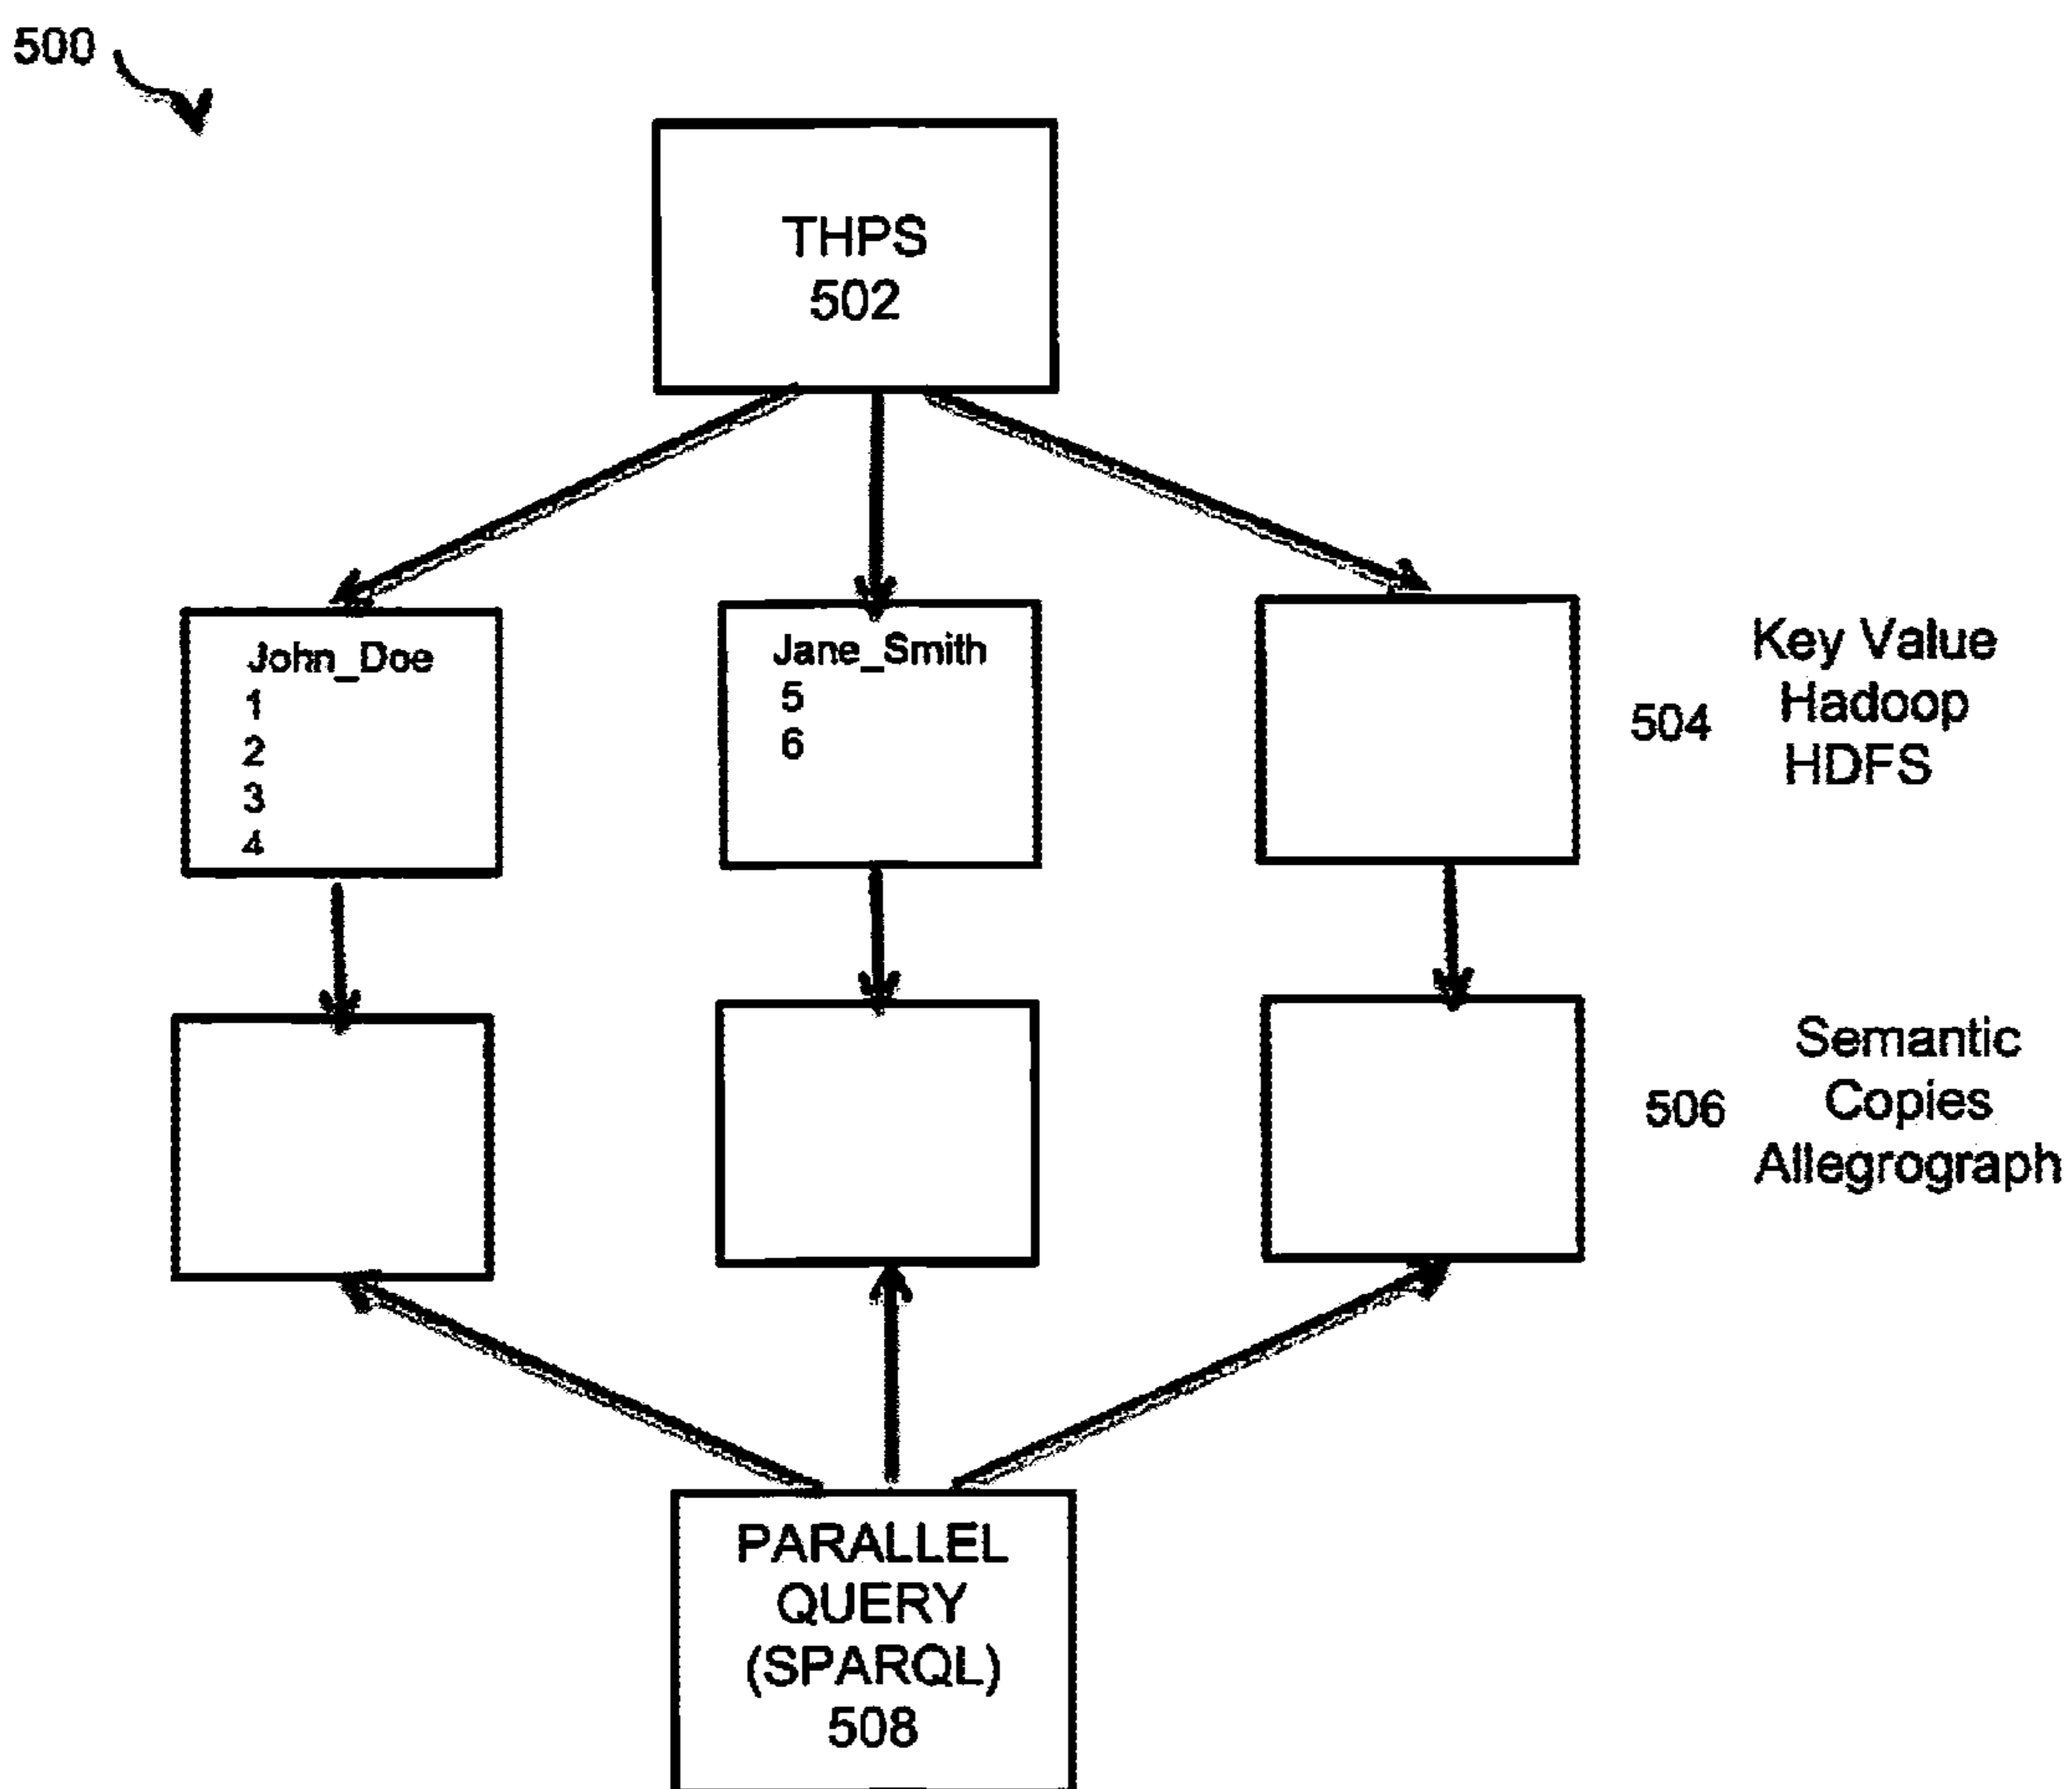 500
THPS
502
John_Doe
1
2
3
4
Jane_Smith
5
6
504
Key Value
Hadoop
HDFS
506
Semantic
Copies
Allegrograph
PARALLEL
QUERY
(SPARQL)
508